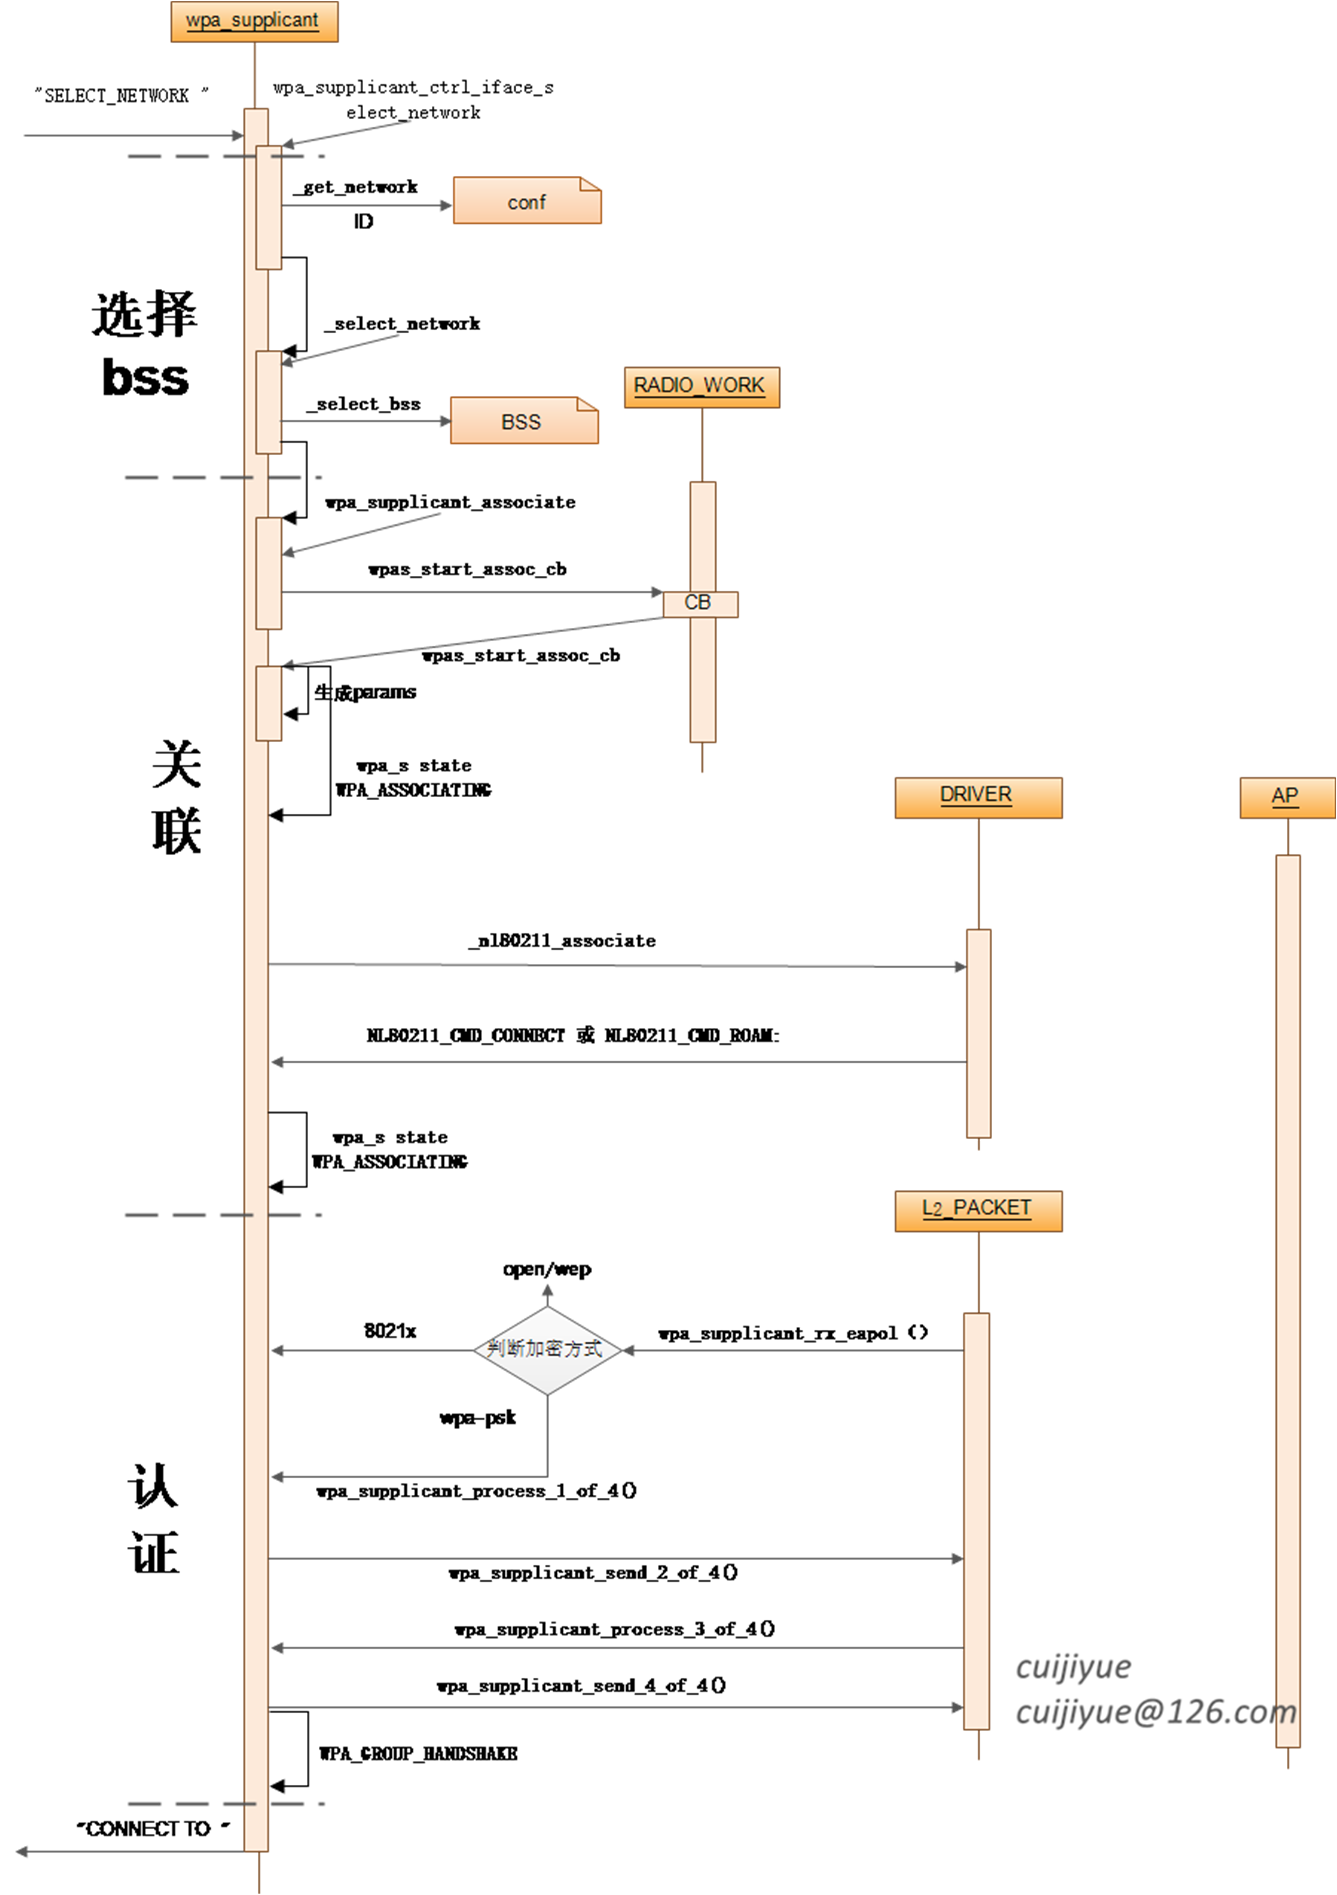 wpa_supplicant
"SELECT_NETWORK "
wpa_supplicant_ctrl_iface_s
elect_network
_get_network
ID
conf
选择
bss
_select_network
RADIO_WORK
_select_bss
BSS
wpa_supplicant_associate
wpas_start_assoc_cb
CB
wpas_start_assoc_cb
生成params
关
联
wpa_s state
WPA_ASSOCIATING
DRIVER
AP
_nl80211_associate
NL80211_CMD_CONNECT 或 NL80211_CMD_ROAM:
wpa_s state
WPA_ASSOCIATING
L2_PACKET
open/wep
8021x
判断加密方式
wpa_supplicant_rx_eapol ()
wpa-psk
认
证
wpa_supplicant_process_1_of_4()
wpa_supplicant_send_2_of_4()
wpa_supplicant_process_3_of_4()
cuijiyue
wpa_supplicant_send_4_of_4()
cuijiyue@126.com
WPA_GROUP_HANDSHAKE
"CONNECT TO "